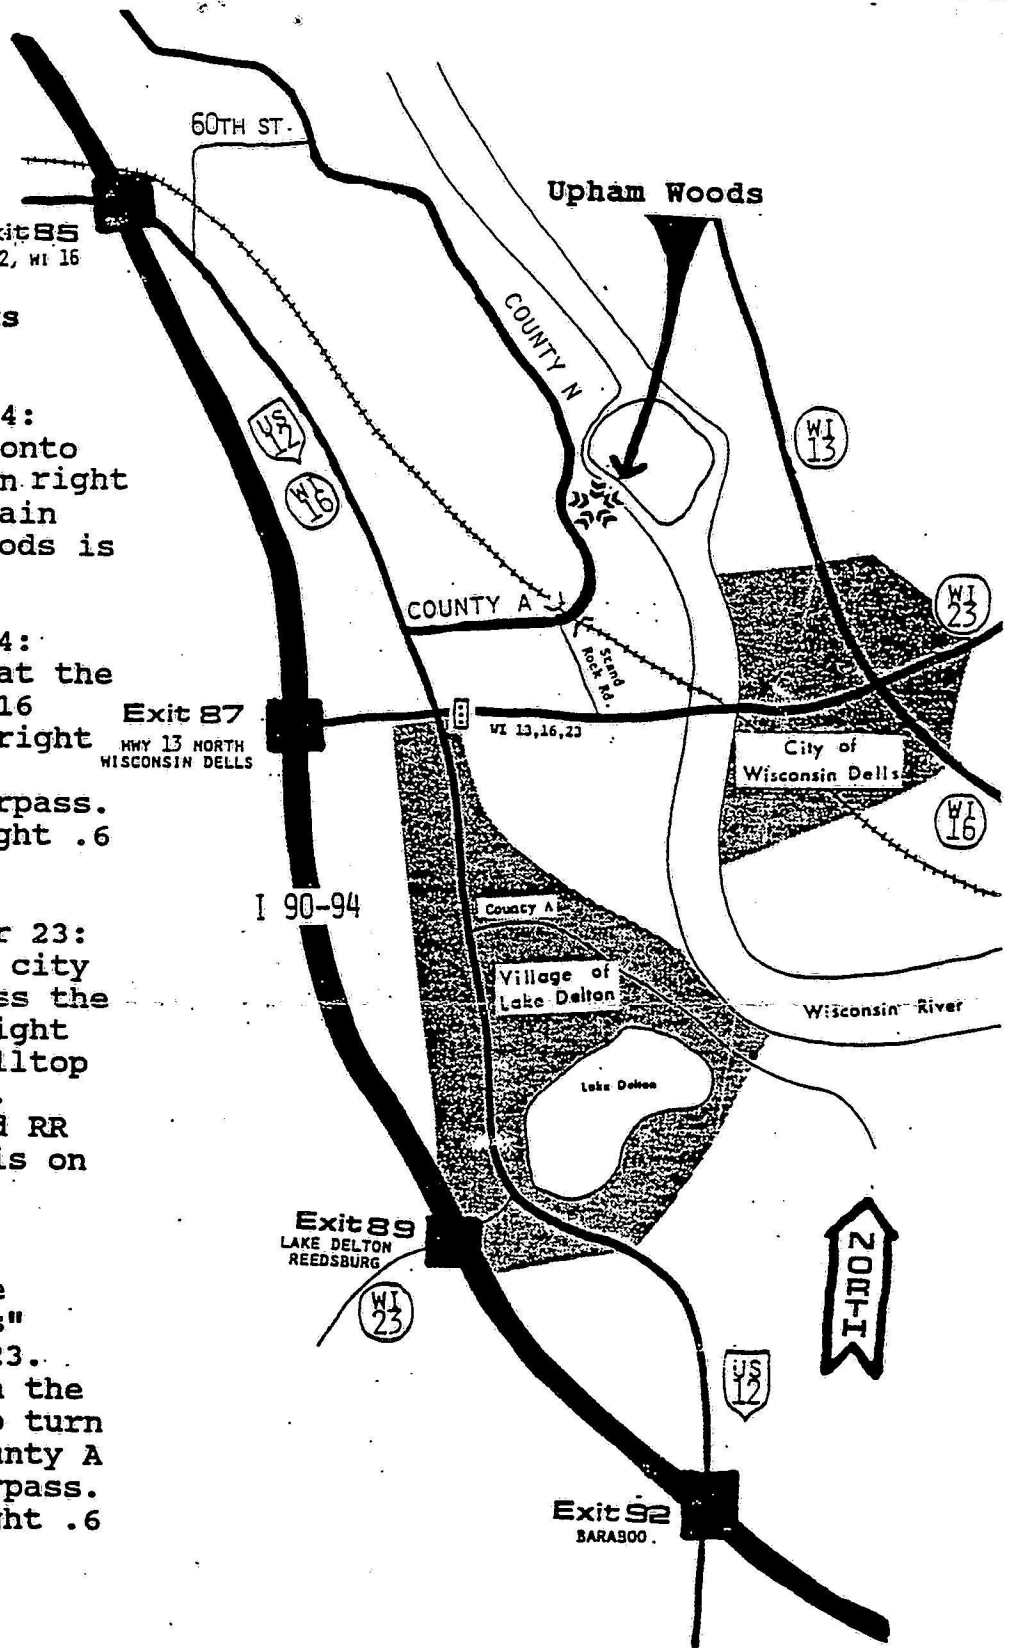 60TH ST.
Upham Woods
Exit 85
2, WI 16
COUNTY N
4:
onto
n right
ain
ods is
US
12
WI
16
WI
13
COUNTY A
WI
23
Stand
Rock Rd.
4:
at the
16
right
rpass.
ght .6
Exit 87
HWY 13 NORTH
WISCONSIN DELLS
WI 13,16,23
City of
Wisconsin Dells
WI
16
I 90-94
County A
r 23:
city
ss the
ight
lltop
RR
is on
Village of
Lake Delton
Wisconsin River
Lake Delton
Exit 89
LAKE DELTON
REEDSBURG
WI
23
NORTH
s"
23.
the
turn
unty A
rpass.
ght .6
US
12
Exit 92
BARABOO.